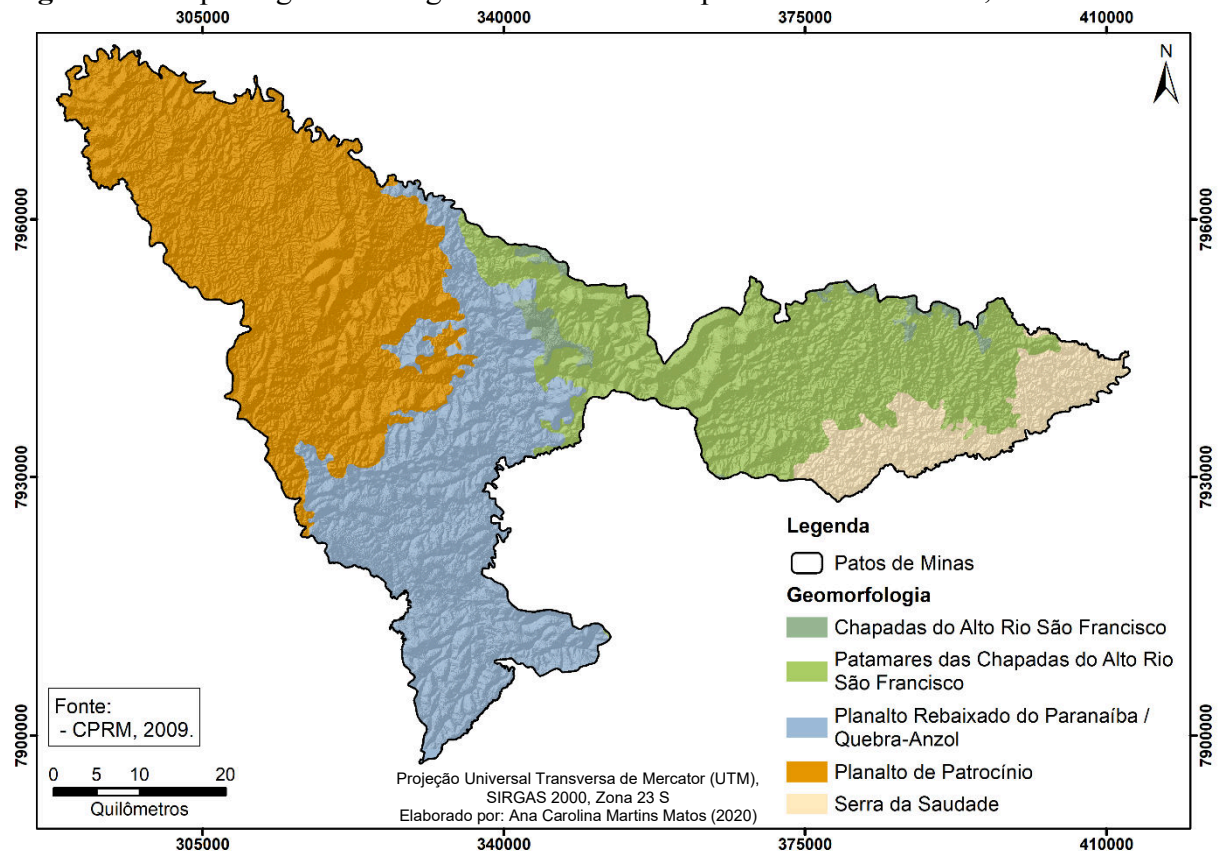 305000 340000 375000 410000
N
7960000 7960000
7930000 7930000
7900000 7900000
Legenda
Patos de Minas
Geomorfologia
Chapadas do Alto Rio São Francisco
Patamares das Chapadas do Alto Rio
São Francisco
Planalto Rebaixado do Paranaíba /
Quebra-Anzol
Planalto de Patrocínio
Serra da Saudade
Fonte:
- CPRM, 2009.
0 5 10 20
Quilômetros
Projeção Universal Transversa de Mercator (UTM),
SIRGAS 2000, Zona 23 S
Elaborado por: Ana Carolina Martins Matos (2020)
305000 340000 375000 410000